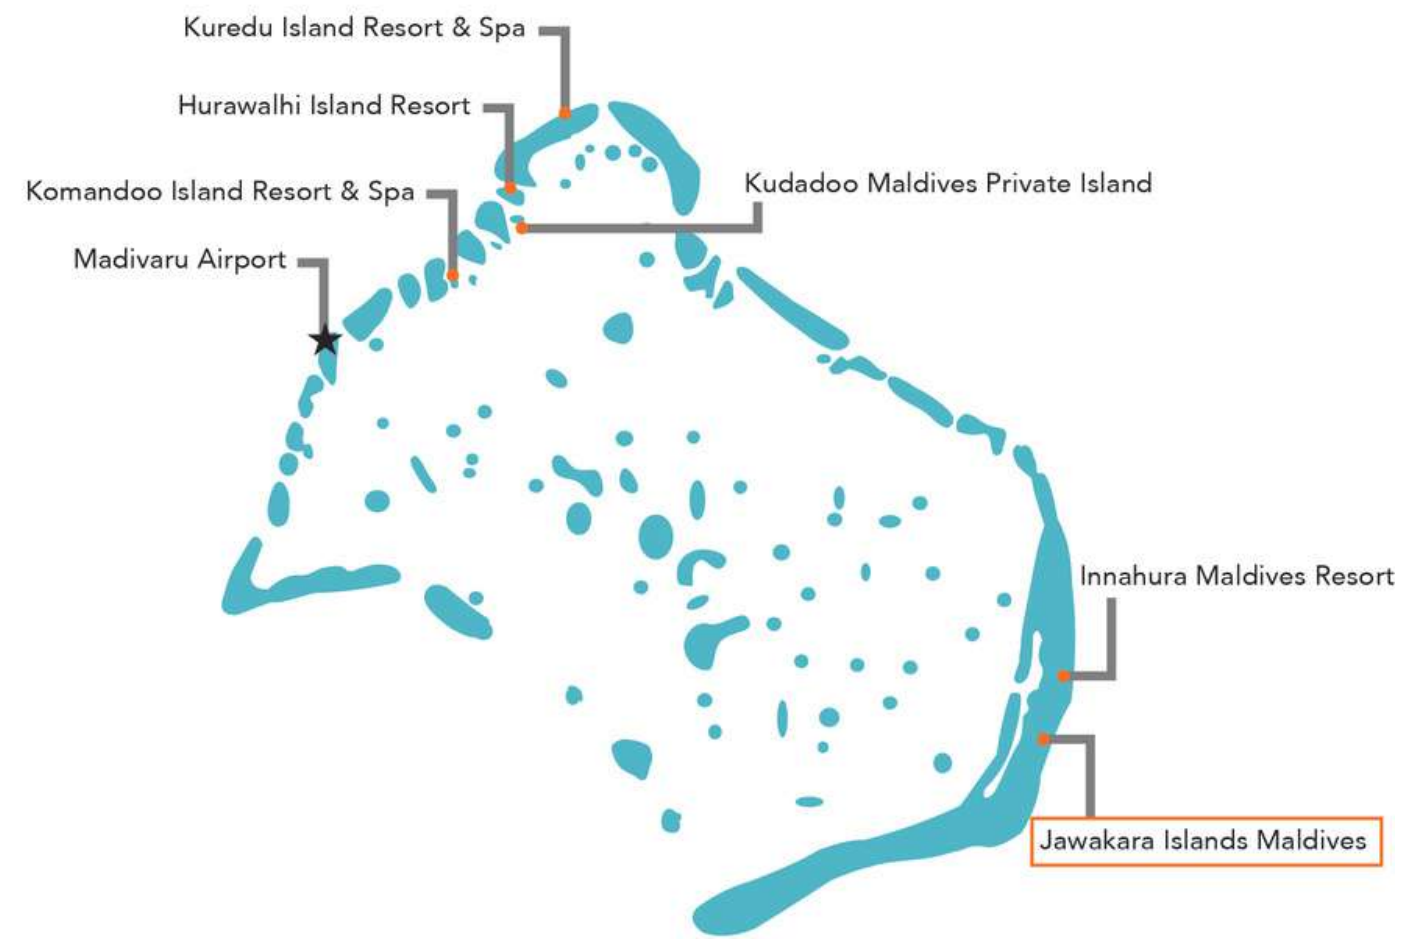 Kuredu Island Resort & Spa
Hurawalhi Island Resort
Komandoo Island Resort & Spa
Kudadoo Maldives Private Island
Madivaru Airport
Innahura Maldives Resort
Jawakara Islands Maldives